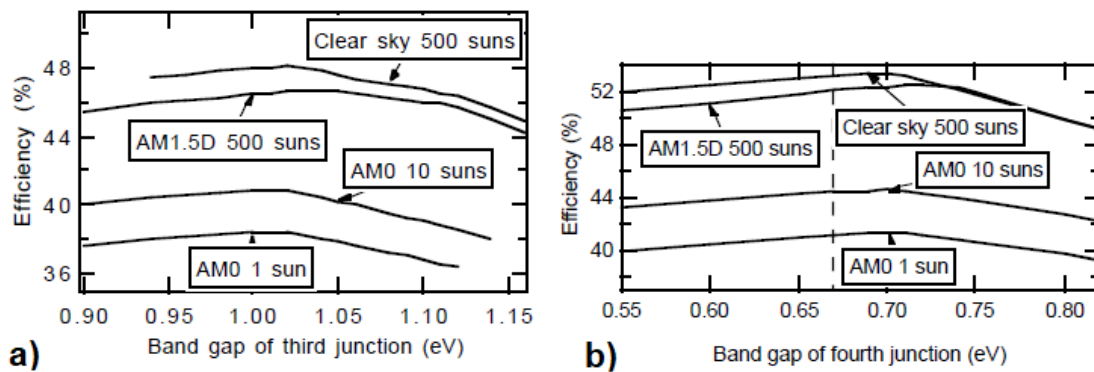 Efficiency (%)
48
44
40
36
Clear sky 500 suns
AM1.5D 500 suns
AM0 10 suns
AM0 1 sun
0.90 0.95 1.00 1.05 1.10 1.15
a) Band gap of third junction (eV)
Efficiency (%)
52
48
44
40
Clear sky 500 suns
AM1.5D 500 suns
AM0 10 suns
AM0 1 sun
0.55 0.60 0.65 0.70 0.75 0.80
b) Band gap of fourth junction (eV)